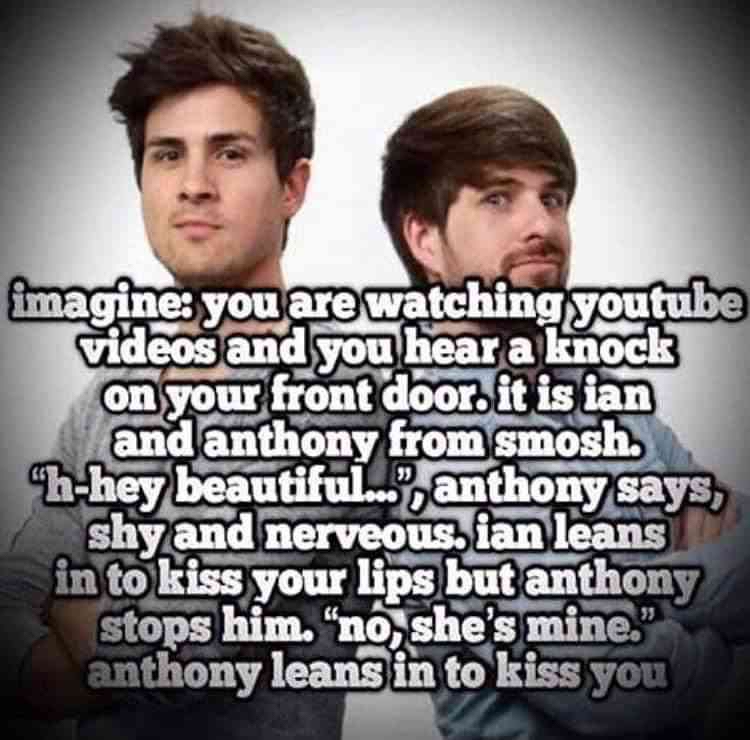 imagine: you are watching youtube
videos and you hear a knock
on your front door. it is ian
and anthony from smosh.
“h-hey beautiful...”, anthony says,
shy and nerveous. ian leans
in to kiss your lips but anthony
stops him. “no, she's mine.”
anthony leans in to kiss you